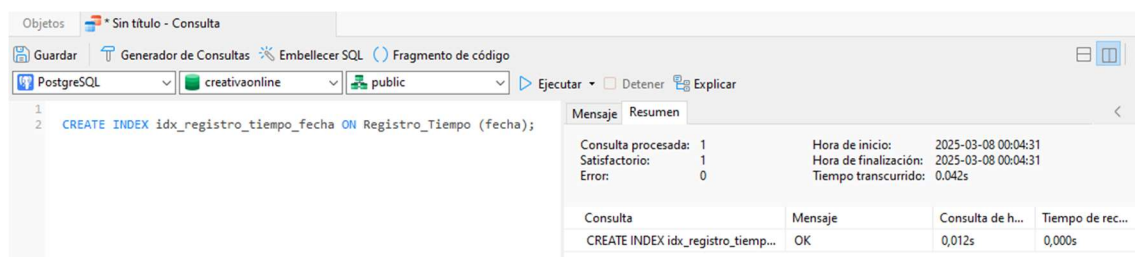 Objetos * Sin título - Consulta
Guardar Generador de Consultas Embellecer SQL () Fragmento de código
PostgreSQL creativaonline public Ejecutar Detener Explicar
1
2 CREATE INDEX idx_registro_tiempo_fecha ON Registro_Tiempo (fecha);
Mensaje Resumen
Consulta procesada: 1 Hora de inicio: 2025-03-08 00:04:31
Satisfactorio: 1 Hora de finalización: 2025-03-08 00:04:31
Error: 0 Tiempo transcurrido: 0.042s
Consulta Mensaje Consulta de h... Tiempo de rec...
CREATE INDEX idx_registro_tiemp... OK 0,012s 0,000s